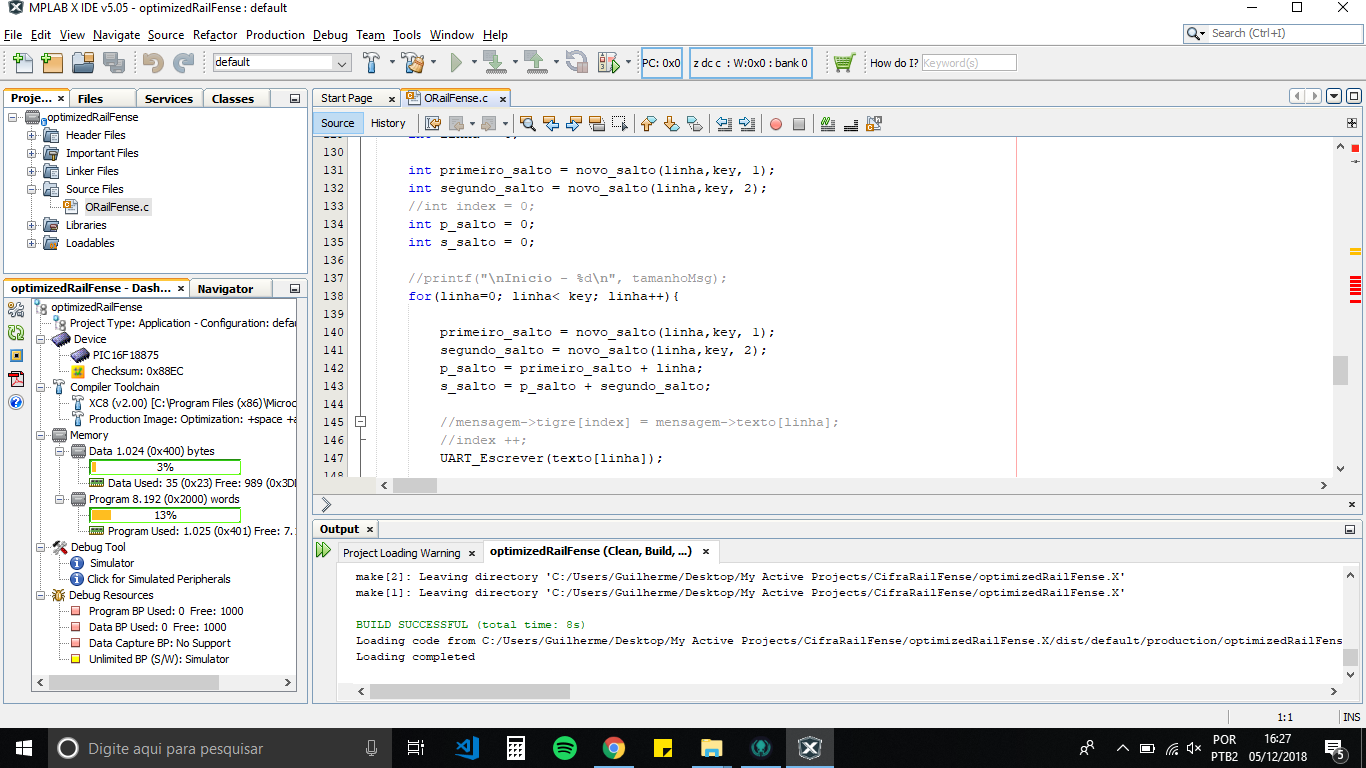 MPLAB X IDE v5.05 - optimizedRailFense : default
File Edit View Navigate Source Refactor Production Debug Team Tools Window Help
Search (Ctrl+I)
default
PC: 0x0
z dc c : W:0x0 : bank 0
How do I?
Keyword(s)
Proje... × Files Services Classes
optimizedRailFense
Header Files
Important Files
Linker Files
Source Files
ORailFense.c
Libraries
Loadables
optimizedRailFense - Dash... × Navigator
optimizedRailFense
Project Type: Application - Configuration: defau
Device
PIC16F18875
Checksum: 0x88EC
Compiler Toolchain
XC8 (v2.00) [C:\Program Files (x86)\Microc
Production Image: Optimization: +space +a
Memory
Data 1.024 (0x400) bytes
3%
Data Used: 35 (0x23) Free: 989 (0x3DD
Program 8.192 (0x2000) words
13%
Program Used: 1.025 (0x401) Free: 7.1
Debug Tool
Simulator
Click for Simulated Peripherals
Debug Resources
Program BP Used: 0 Free: 1000
Data BP Used: 0 Free: 1000
Data Capture BP: No Support
Unlimited BP (S/W): Simulator
Start Page × ORailFense.c ×
Source History
130
131 int primeiro_salto = novo_salto(linha,key, 1);
132 int segundo_salto = novo_salto(linha,key, 2);
133 //int index = 0;
134 int p_salto = 0;
135 int s_salto = 0;
136
137 //printf("\nInicio - %d\n", tamanhoMsg);
138 for(linha=0; linha< key; linha++){
139
140 primeiro_salto = novo_salto(linha,key, 1);
141 segundo_salto = novo_salto(linha,key, 2);
142 p_salto = primeiro_salto + linha;
143 s_salto = p_salto + segundo_salto;
144
145 //mensagem->tigre[index] = mensagem->texto[linha];
146 //index ++;
147 UART_Escrever(texto[linha]);
148
Output ×
Project Loading Warning × optimizedRailFense (Clean, Build, ...) ×
make[2]: Leaving directory 'C:/Users/Guilherme/Desktop/My Active Projects/CifraRailFense/optimizedRailFense.X'
make[1]: Leaving directory 'C:/Users/Guilherme/Desktop/My Active Projects/CifraRailFense/optimizedRailFense.X'
BUILD SUCCESSFUL (total time: 8s)
Loading code from C:/Users/Guilherme/Desktop/My Active Projects/CifraRailFense/optimizedRailFense.X/dist/default/production/optimizedRailFens
Loading completed
1:1 INS
Digite aqui para pesquisar
POR
PTB2
16:27
05/12/2018
5